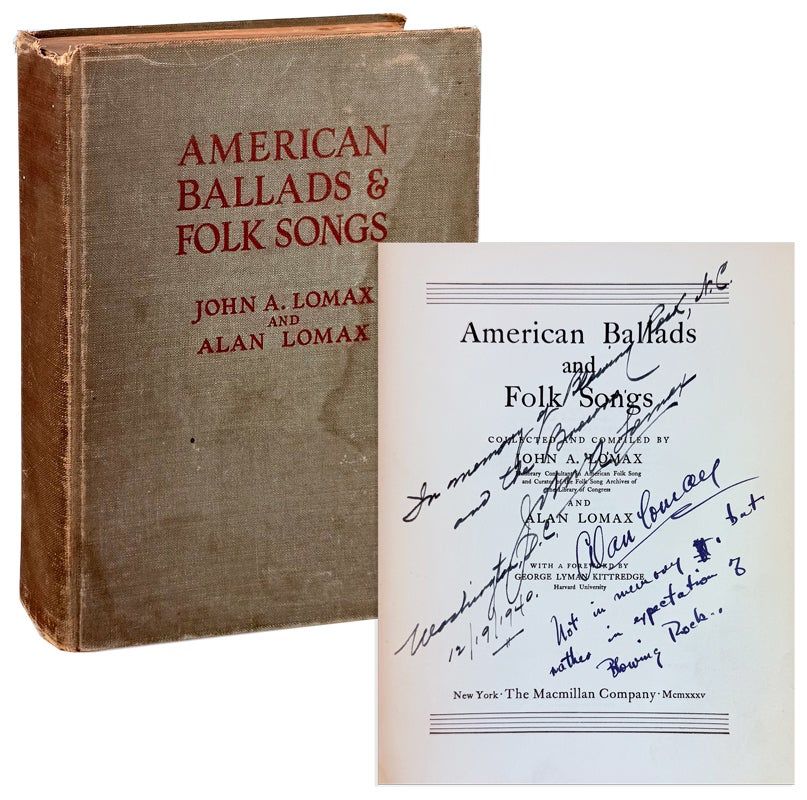 AMERICAN
BALLADS &
FOLK SONGS
JOHN A. LOMAX
AND
ALAN LOMAX
American Ballads
and
Folk Songs
COLLECTED AND COMPILED BY
JOHN A. LOMAX
Honorary Consultant in American Folk Song
and Curator of the Folk Song Archives of
the Library of Congress
AND
ALAN LOMAX
WITH A FOREWORD BY
GEORGE LYMAN KITTREDGE
Harvard University
New York · The Macmillan Company · Mcmxxxv
In memory of Blowing Rock, N.C.
and the Browns
John A. Lomax
Washington, D.C.
12/19/1940.
Alan Lomax
Not in memory but
rather in expectation of
Blowing Rock..